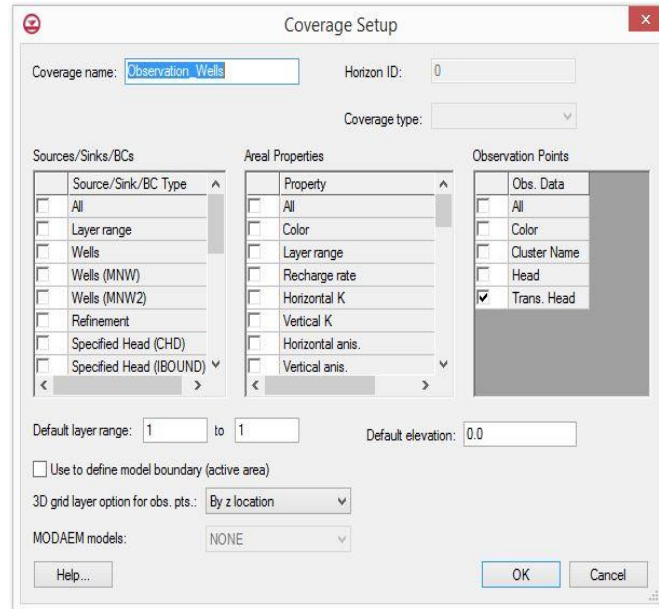 Coverage Setup
x
Coverage name: Observation_Wells
Horizon ID: 0
Coverage type:
Sources/Sinks/BCs
Source/Sink/BC Type
All
Layer range
Wells
Wells (MNW)
Wells (MNW2)
Refinement
Specified Head (CHD)
Specified Head (IBOUND)
Areal Properties
Property
All
Color
Layer range
Recharge rate
Horizontal K
Vertical K
Horizontal anis.
Vertical anis.
Observation Points
Obs. Data
All
Color
Cluster Name
Head
Trans. Head
Default layer range: 1 to 1
Default elevation: 0.0
Use to define model boundary (active area)
3D grid layer option for obs. pts.: By z location
MODAEM models: NONE
Help... OK Cancel